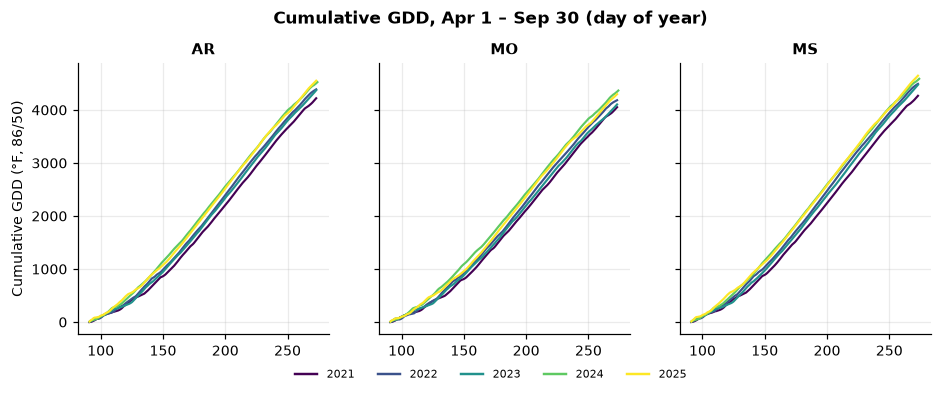 Cumulative GDD, Apr 1 – Sep 30 (day of year)
AR
MO
MS
Cumulative GDD (°F, 86/50)
4000
3000
2000
1000
0
100 150 200 250
100 150 200 250
100 150 200 250
2021 2022 2023 2024 2025